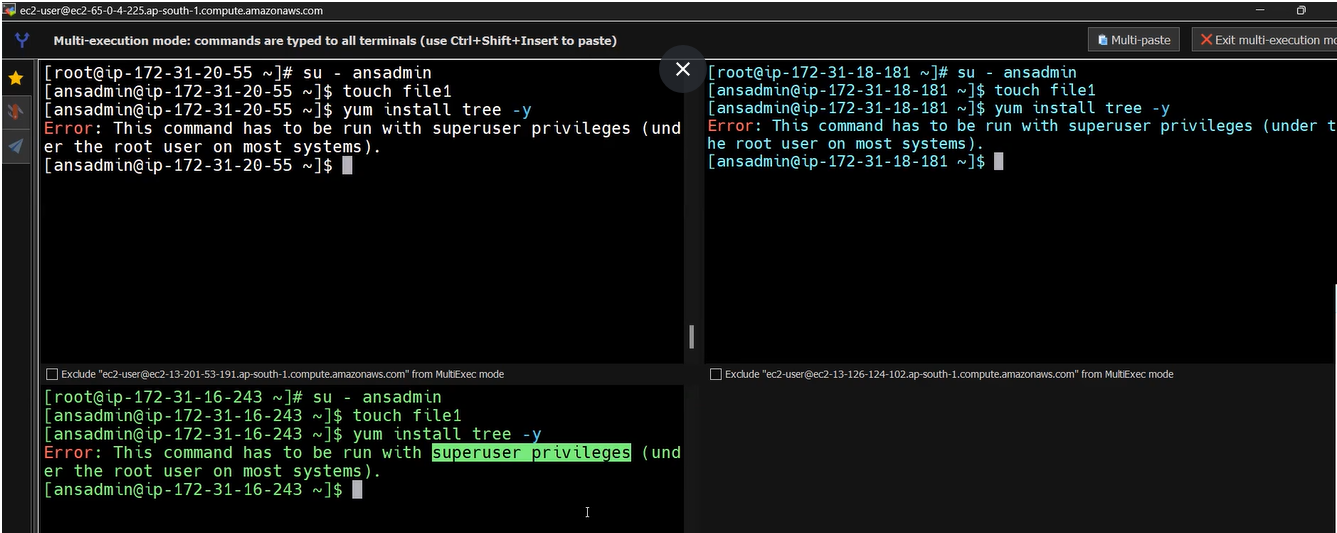 ec2-user@ec2-65-0-4-225.ap-south-1.compute.amazonaws.com
Multi-execution mode: commands are typed to all terminals (use Ctrl+Shift+Insert to paste)
Multi-paste
Exit multi-execution mo
[root@ip-172-31-20-55 ~]# su - ansadmin
[ansadmin@ip-172-31-20-55 ~]$ touch file1
[ansadmin@ip-172-31-20-55 ~]$ yum install tree -y
Error: This command has to be run with superuser privileges (und
er the root user on most systems).
[ansadmin@ip-172-31-20-55 ~]$
[root@ip-172-31-18-181 ~]# su - ansadmin
[ansadmin@ip-172-31-18-181 ~]$ touch file1
[ansadmin@ip-172-31-18-181 ~]$ yum install tree -y
Error: This command has to be run with superuser privileges (under t
he root user on most systems).
[ansadmin@ip-172-31-18-181 ~]$
Exclude "ec2-user@ec2-13-201-53-191.ap-south-1.compute.amazonaws.com" from MultiExec mode
Exclude "ec2-user@ec2-13-126-124-102.ap-south-1.compute.amazonaws.com" from MultiExec mode
[root@ip-172-31-16-243 ~]# su - ansadmin
[ansadmin@ip-172-31-16-243 ~]$ touch file1
[ansadmin@ip-172-31-16-243 ~]$ yum install tree -y
Error: This command has to be run with superuser privileges (und
er the root user on most systems).
[ansadmin@ip-172-31-16-243 ~]$